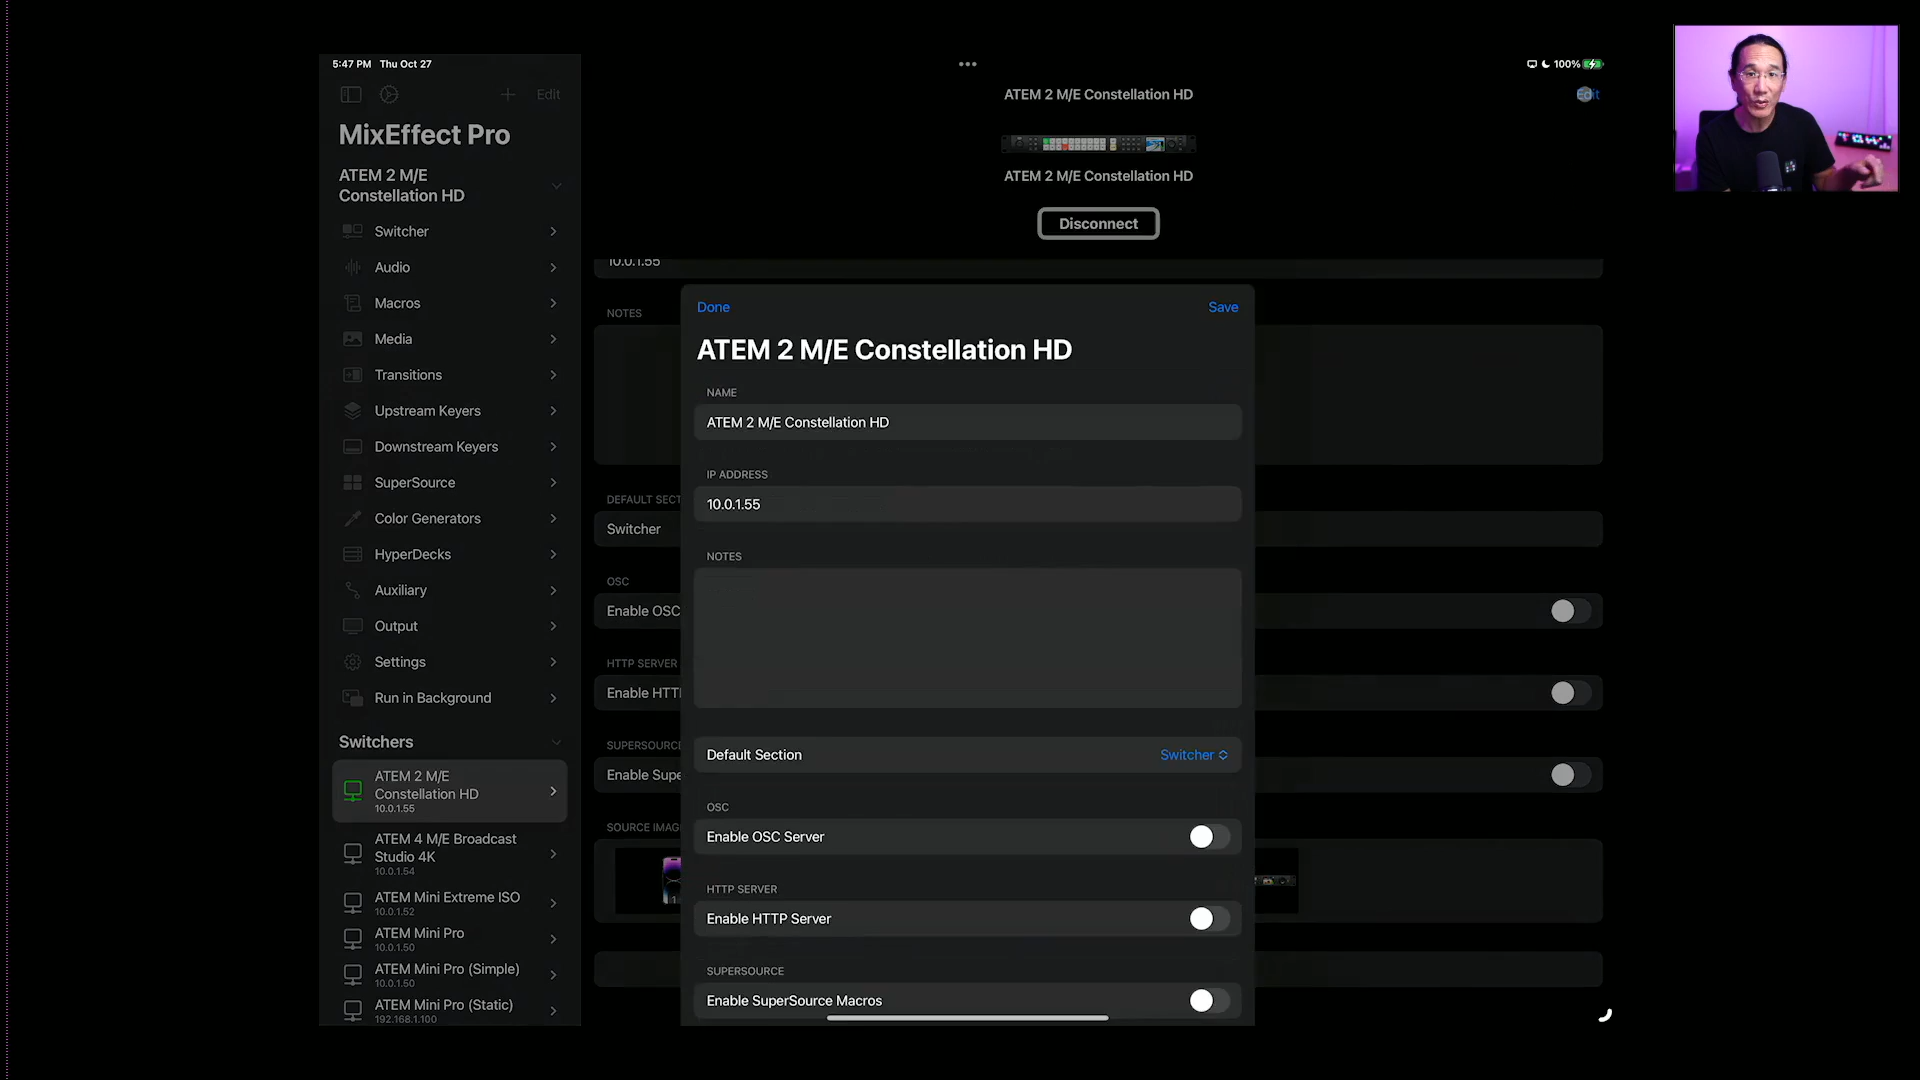 5:47 PM Thu Oct 27
100%
Edit
MixEffect Pro
ATEM 2 M/E
Constellation HD
Switcher
Audio
Macros
Media
Transitions
Upstream Keyers
Downstream Keyers
SuperSource
Color Generators
HyperDecks
Auxiliary
Output
Settings
Run in Background
Switchers
ATEM 2 M/E
Constellation HD
10.0.1.55
ATEM 4 M/E Broadcast
Studio 4K
10.0.1.54
ATEM Mini Extreme ISO
10.0.1.52
ATEM Mini Pro
10.0.1.50
ATEM Mini Pro (Simple)
10.0.1.50
ATEM Mini Pro (Static)
192.168.1.100
ATEM 2 M/E Constellation HD
Edit
ATEM 2 M/E Constellation HD
Disconnect
10.0.1.55
NOTES
DEFAULT SECT
Switcher
OSC
Enable OSC
HTTP SERVER
Enable HTT
SUPERSOURC
Enable Supe
SOURCE IMAG
Done
Save
ATEM 2 M/E Constellation HD
NAME
ATEM 2 M/E Constellation HD
IP ADDRESS
10.0.1.55
NOTES
Default Section
Switcher
OSC
Enable OSC Server
HTTP SERVER
Enable HTTP Server
SUPERSOURCE
Enable SuperSource Macros